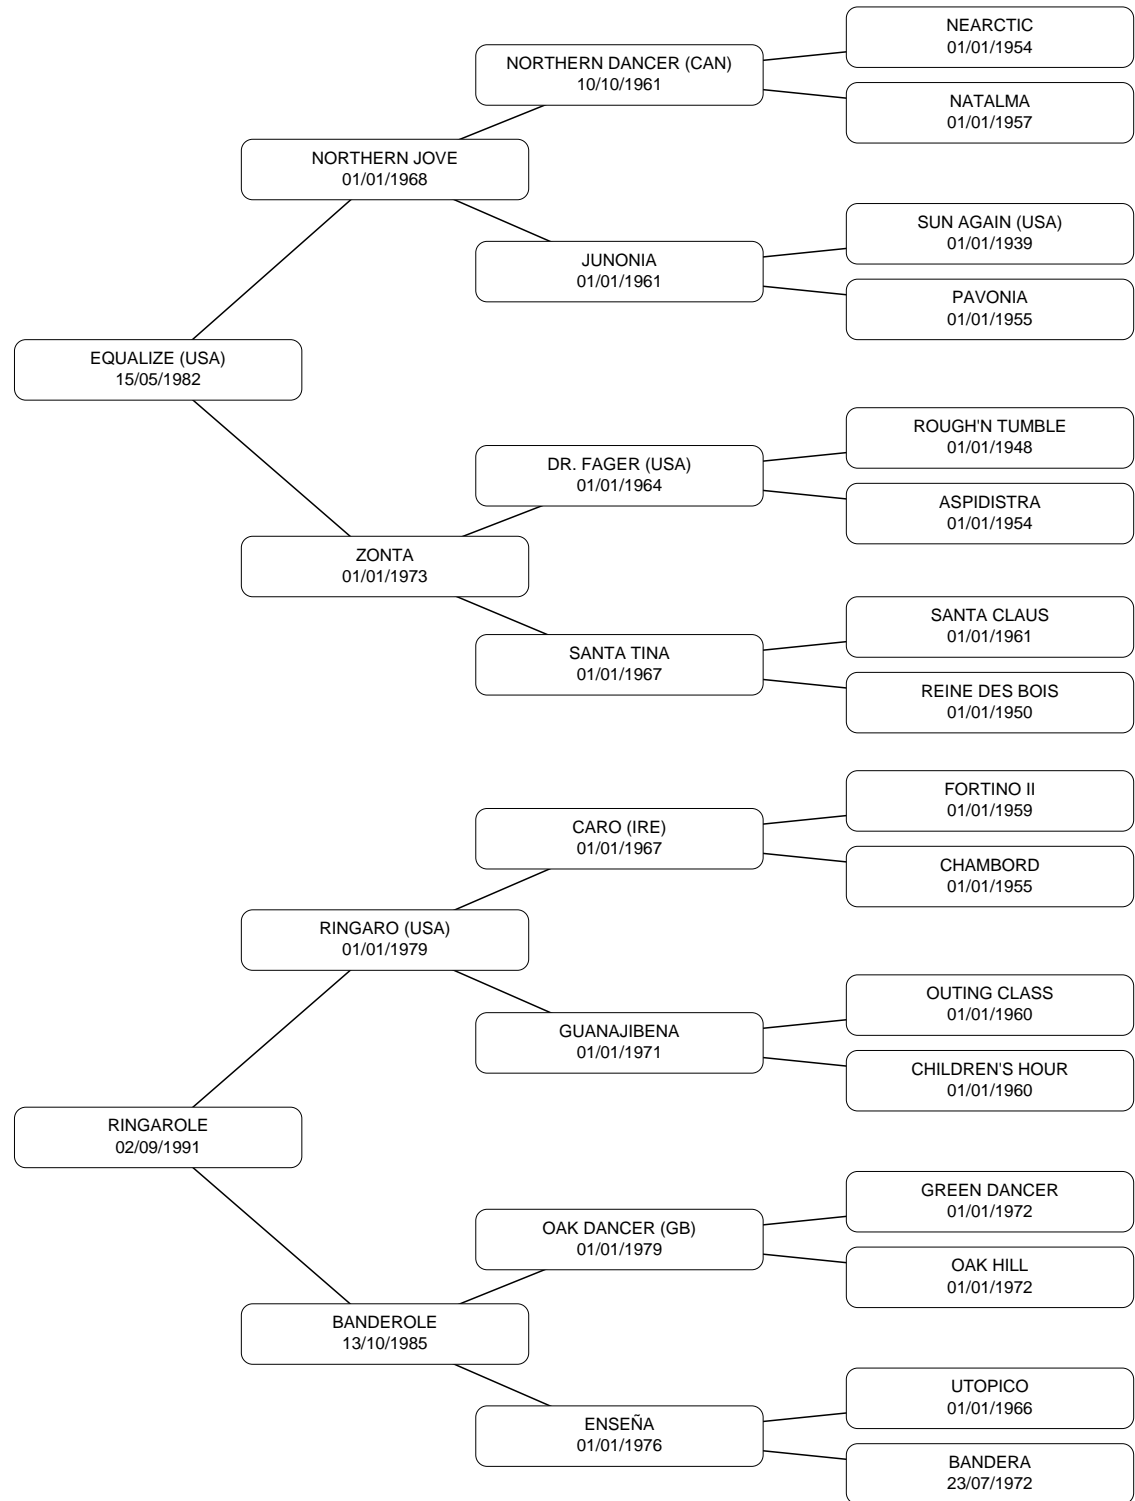 NEARCTIC
01/01/1954
NORTHERN DANCER (CAN)
10/10/1961
NATALMA
01/01/1957
NORTHERN JOVE
01/01/1968
SUN AGAIN (USA)
01/01/1939
JUNONIA
01/01/1961
PAVONIA
01/01/1955
EQUALIZE (USA)
15/05/1982
ROUGH'N TUMBLE
01/01/1948
DR. FAGER (USA)
01/01/1964
ASPIDISTRA
01/01/1954
ZONTA
01/01/1973
SANTA CLAUS
01/01/1961
SANTA TINA
01/01/1967
REINE DES BOIS
01/01/1950
FORTINO II
01/01/1959
CARO (IRE)
01/01/1967
CHAMBORD
01/01/1955
RINGARO (USA)
01/01/1979
OUTING CLASS
01/01/1960
GUANAJIBENA
01/01/1971
CHILDREN'S HOUR
01/01/1960
RINGAROLE
02/09/1991
GREEN DANCER
01/01/1972
OAK DANCER (GB)
01/01/1979
OAK HILL
01/01/1972
BANDEROLE
13/10/1985
UTOPICO
01/01/1966
ENSEÑA
01/01/1976
BANDERA
23/07/1972